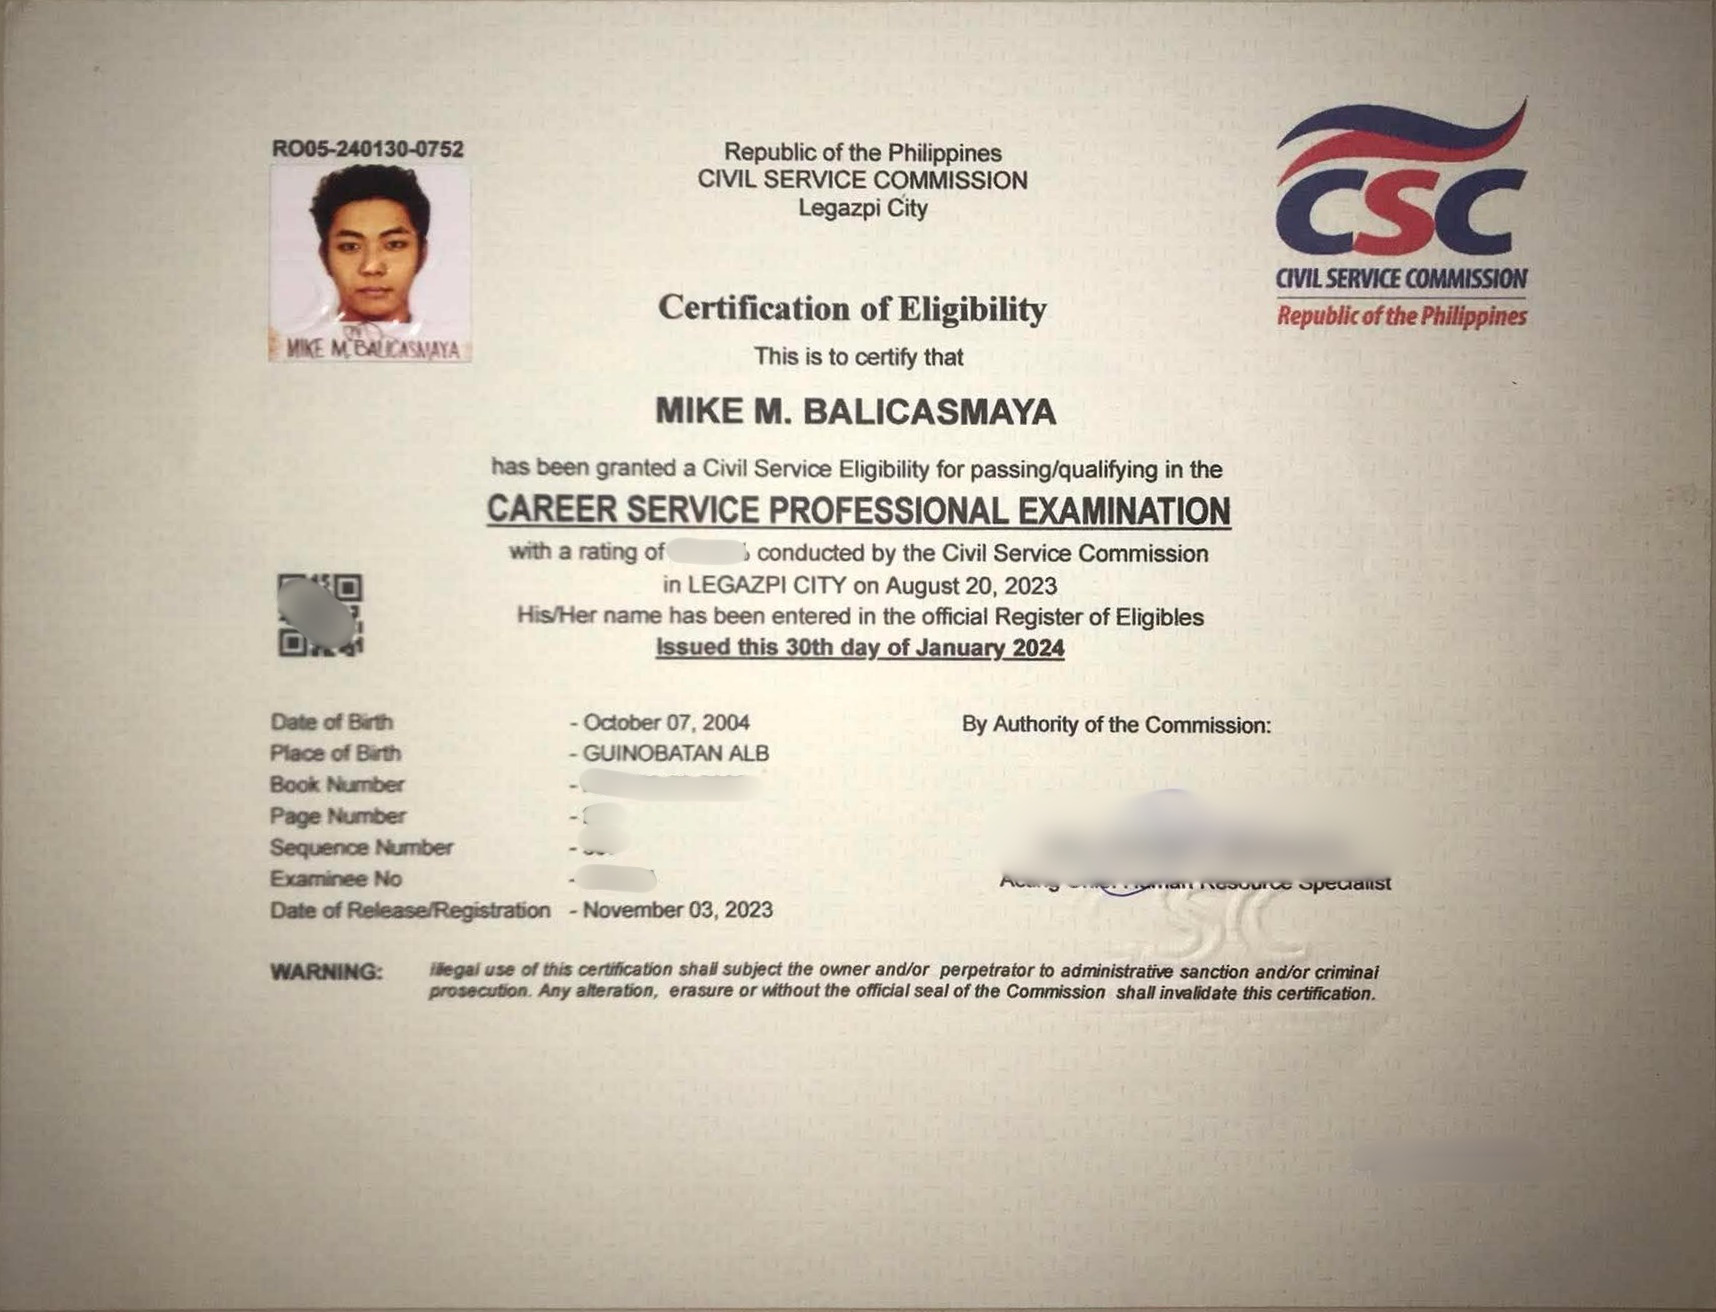 RO05-240130-0752
MIKE M. BALICASMAYA
Republic of the Philippines
CIVIL SERVICE COMMISSION
Legazpi City
CSC
CIVIL SERVICE COMMISSION
Republic of the Philippines
Certification of Eligibility
This is to certify that
MIKE M. BALICASMAYA
has been granted a Civil Service Eligibility for passing/qualifying in the
CAREER SERVICE PROFESSIONAL EXAMINATION
with a rating of conducted by the Civil Service Commission
in LEGAZPI CITY on August 20, 2023
His/Her name has been entered in the official Register of Eligibles
Issued this 30th day of January 2024
Date of Birth - October 07, 2004
Place of Birth - GUINOBATAN ALB
Book Number -
Page Number -
Sequence Number -
Examinee No -
Date of Release/Registration - November 03, 2023
By Authority of the Commission:
Acting Chief Human Resource Specialist
CSC
WARNING: Illegal use of this certification shall subject the owner and/or perpetrator to administrative sanction and/or criminal
prosecution. Any alteration, erasure or without the official seal of the Commission shall invalidate this certification.